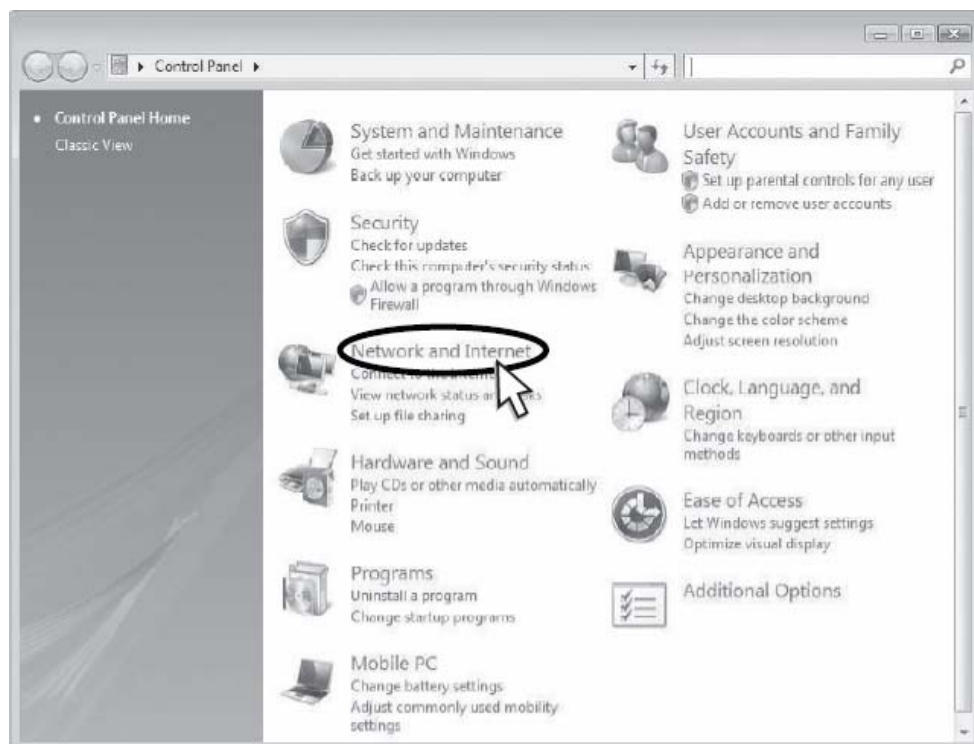 Control Panel
Control Panel Home
Classic View
System and Maintenance
Get started with Windows
Back up your computer
Security
Check for updates
Check this computer's security status
Allow a program through Windows
Firewall
Network and Internet
Connect to the Internet
View network status and
Set up file sharing
Hardware and Sound
Play CDs or other media automatically
Printer
Mouse
Programs
Uninstall a program
Change startup programs
Mobile PC
Change battery settings
Adjust commonly used mobility
settings
User Accounts and Family
Safety
Set up parental controls for any user
Add or remove user accounts
Appearance and
Personalization
Change desktop background
Change the color scheme
Adjust screen resolution
Clock, Language, and
Region
Change keyboards or other input
methods
Ease of Access
Let Windows suggest settings
Optimize visual display
Additional Options